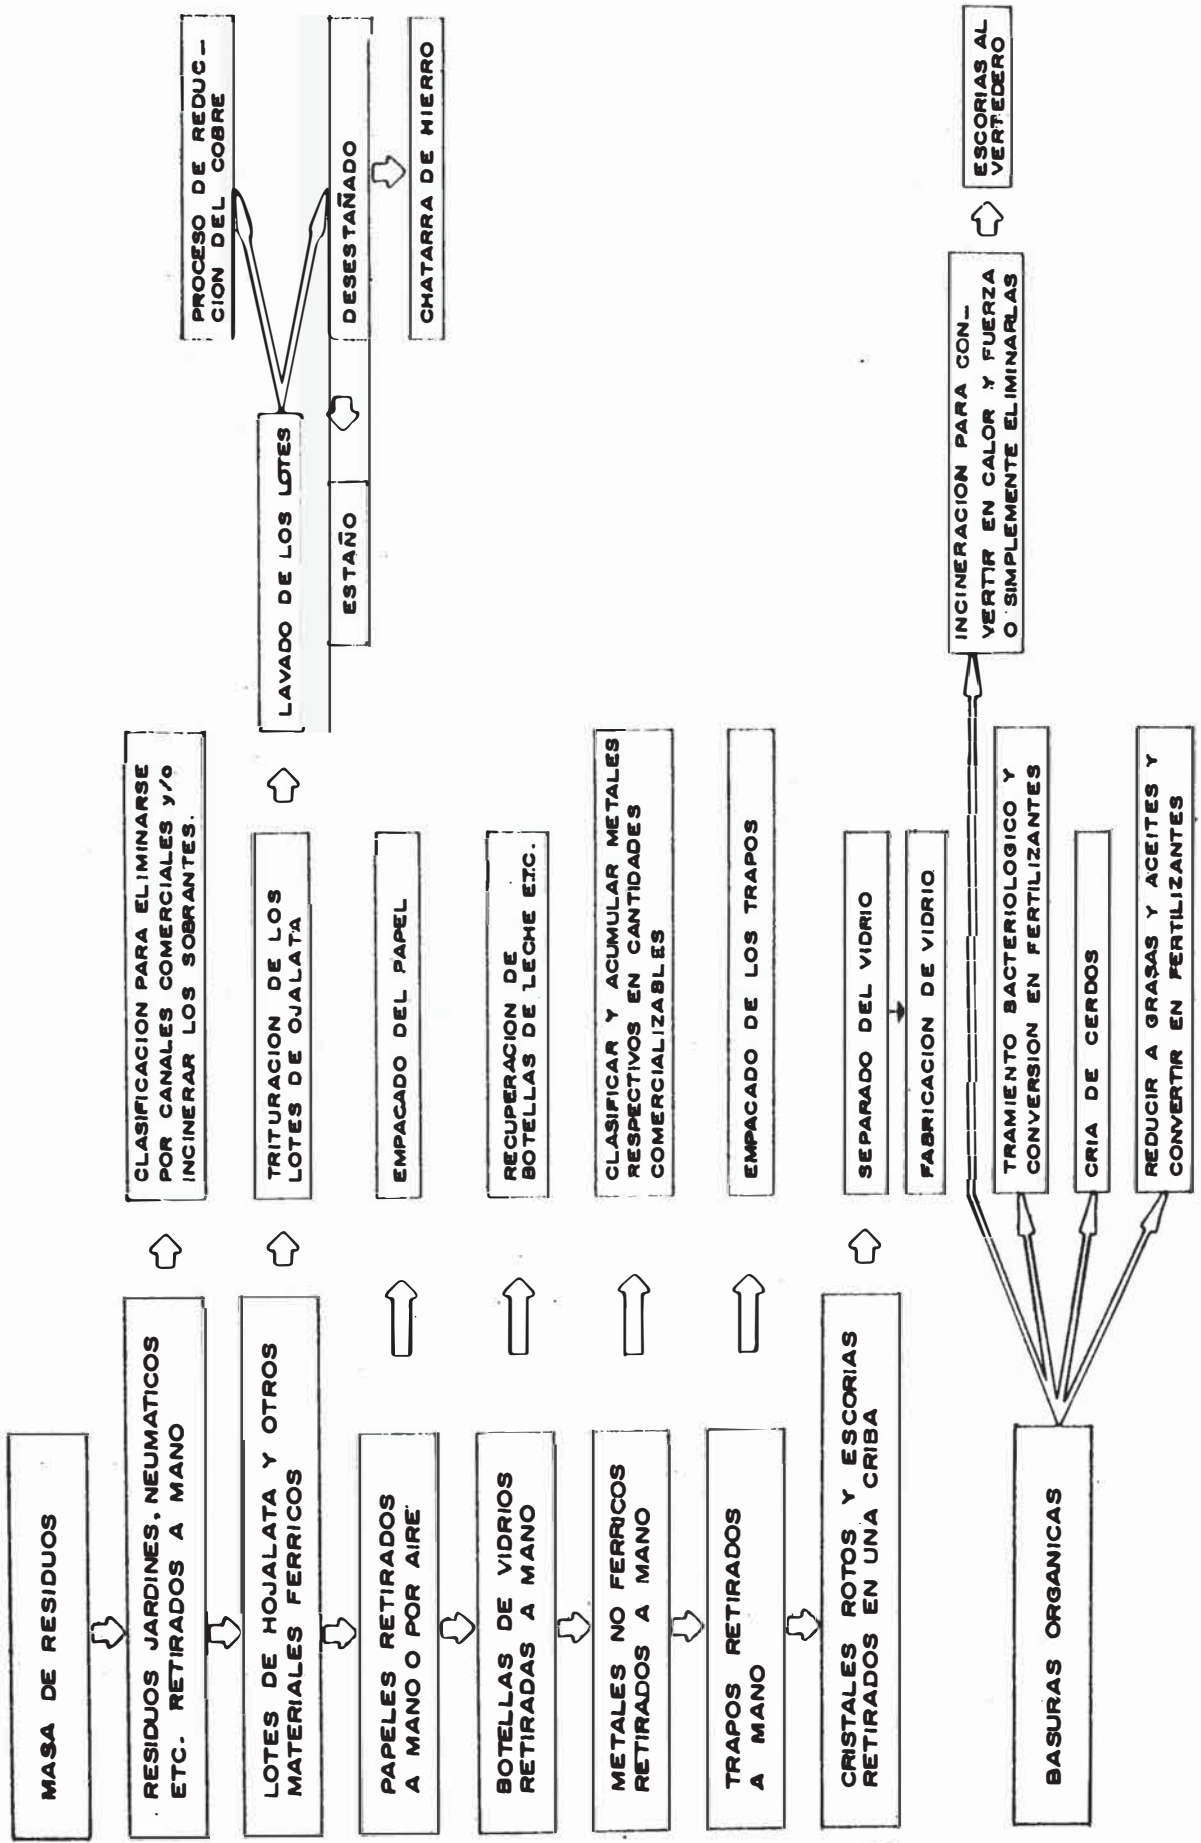 MASA DE RESIDUOS
RESIDUOS JARDINES, NEUMATICOS
ETC. RETIRADOS A MANO
CLASIFICACION PARA ELIMINARSE
POR CANALES COMERCIALES y/o
INCINERAR LOS SOBRANTES.
LOTES DE HOJALATA Y OTROS
MATERIALES FERRICOS
TRITURACION DE LOS
LOTES DE OJALATA
LAVADO DE LOS LOTES
PROCESO DE REDUC-
CION DEL COBRE
DESESTAÑADO
ESTAÑO
CHATARRA DE HIERRO
PAPELES RETIRADOS
A MANO O POR AIRE
EMPACADO DEL PAPEL
BOTELLAS DE VIDRIOS
RETIRADAS A MANO
RECUPERACION DE
BOTELLAS DE LECHE ETC.
METALES NO FERRICOS
RETIRADOS A MANO
CLASIFICAR Y ACUMULAR METALES
RESPECTIVOS EN CANTIDADES
COMERCIALIZABLES
TRAPOS RETIRADOS
A MANO
EMPACADO DE LOS TRAPOS
CRISTALES ROTOS Y ESCORIAS
RETIRADOS EN UNA CRIBA
SEPARADO DEL VIDRIO
FABRICACION DE VIDRIO
BASURAS ORGANICAS
INCINERACION PARA CON-
VERTIR EN CALOR Y FUERZA
O SIMPLEMENTE ELIMINARLAS
ESCORIAS AL
VERTEDERO
TRAMIENTO BACTERIOLOGICO Y
CONVERSION EN FERTILIZANTES
CRIA DE CERDOS
REDUCIR A GRASAS Y ACEITES Y
CONVERTIR EN FERTILIZANTES